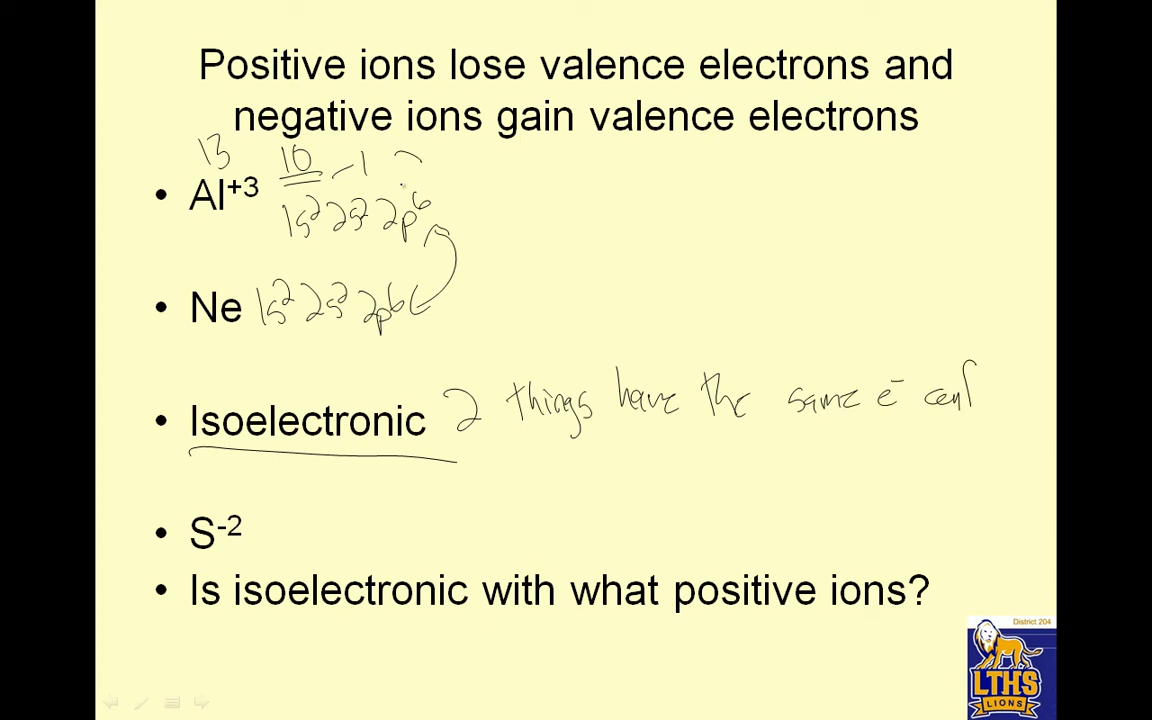 Positive ions lose valence electrons and
negative ions gain valence electrons
13 10 -1
• Al+3
1s2 2s2 2p6
• Ne 1s2 2s2 2p6
• Isoelectronic 2 things have the same e- conf
• S-2
• Is isoelectronic with what positive ions?
District 204
LTHS
LIONS